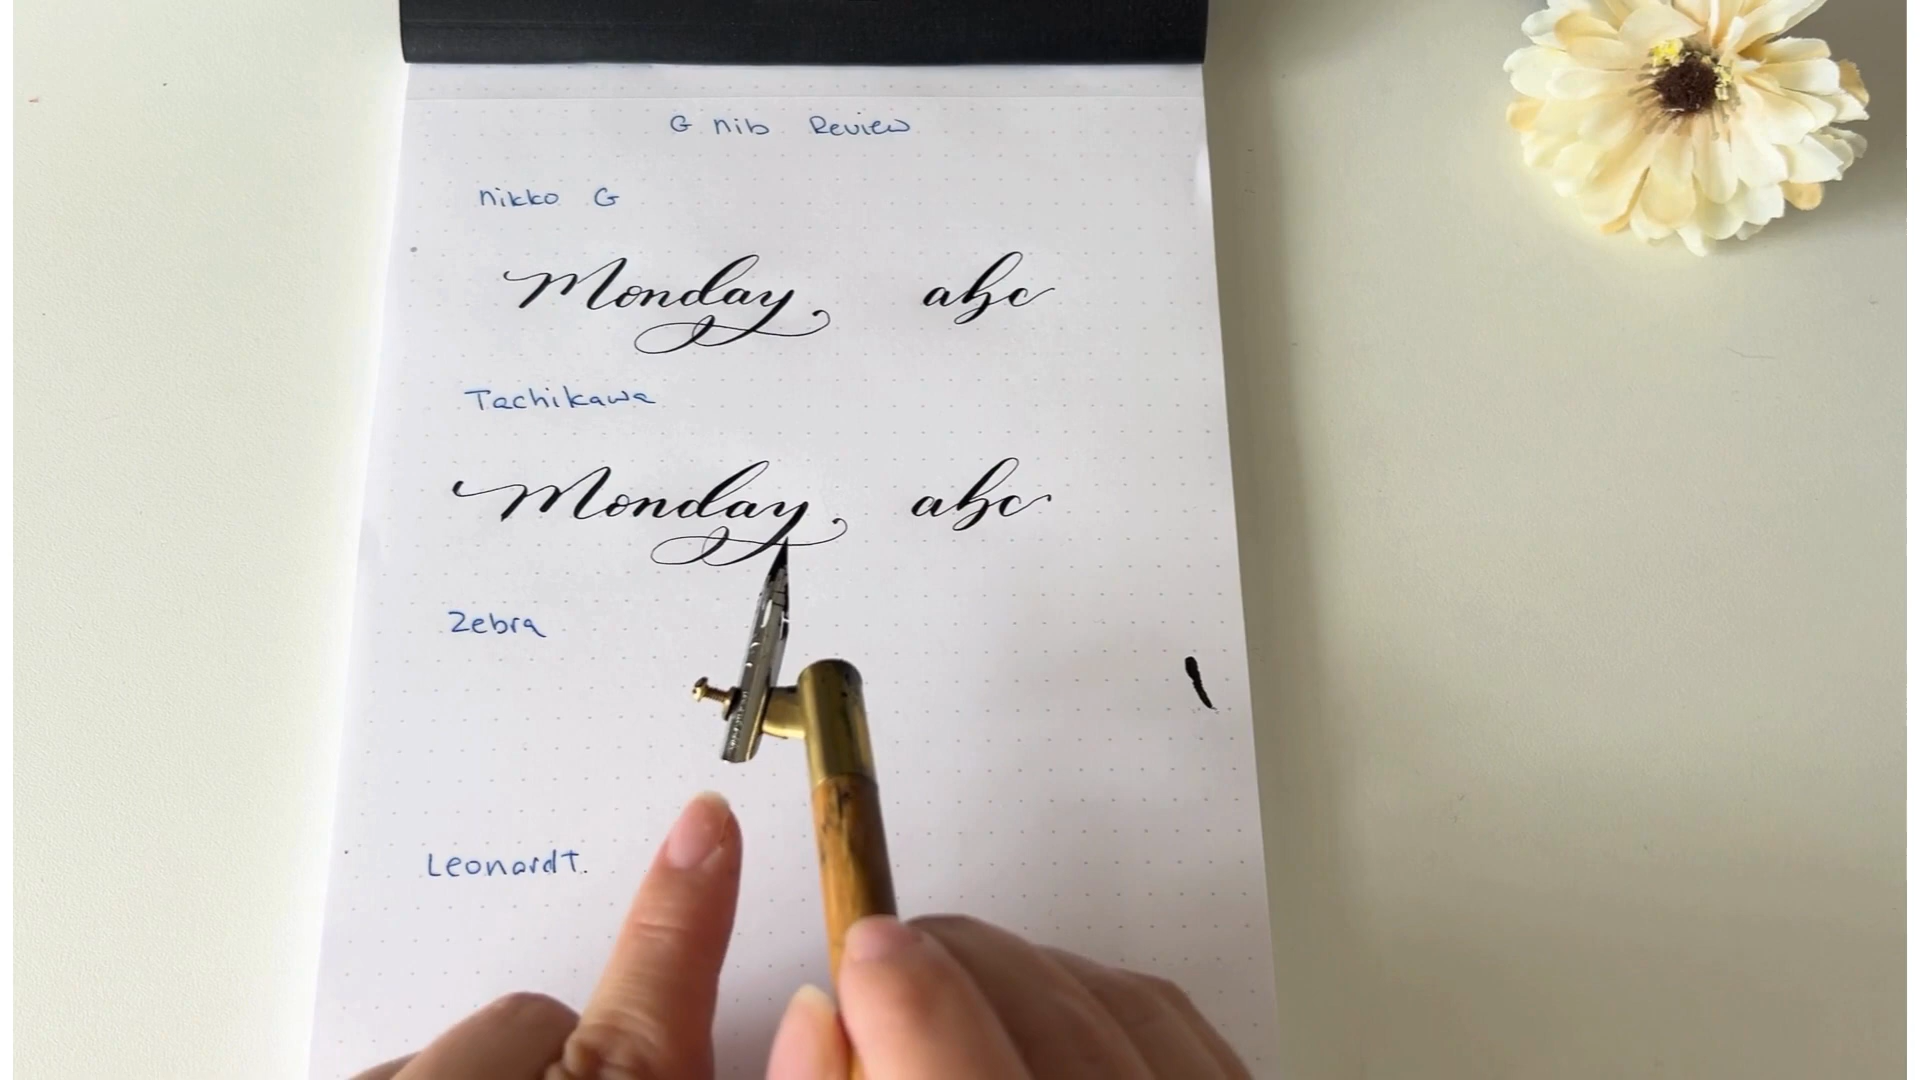 G nib Review
nikko G
Monday abc
Tachikawa
Monday abc
Zebra
Leonardt.